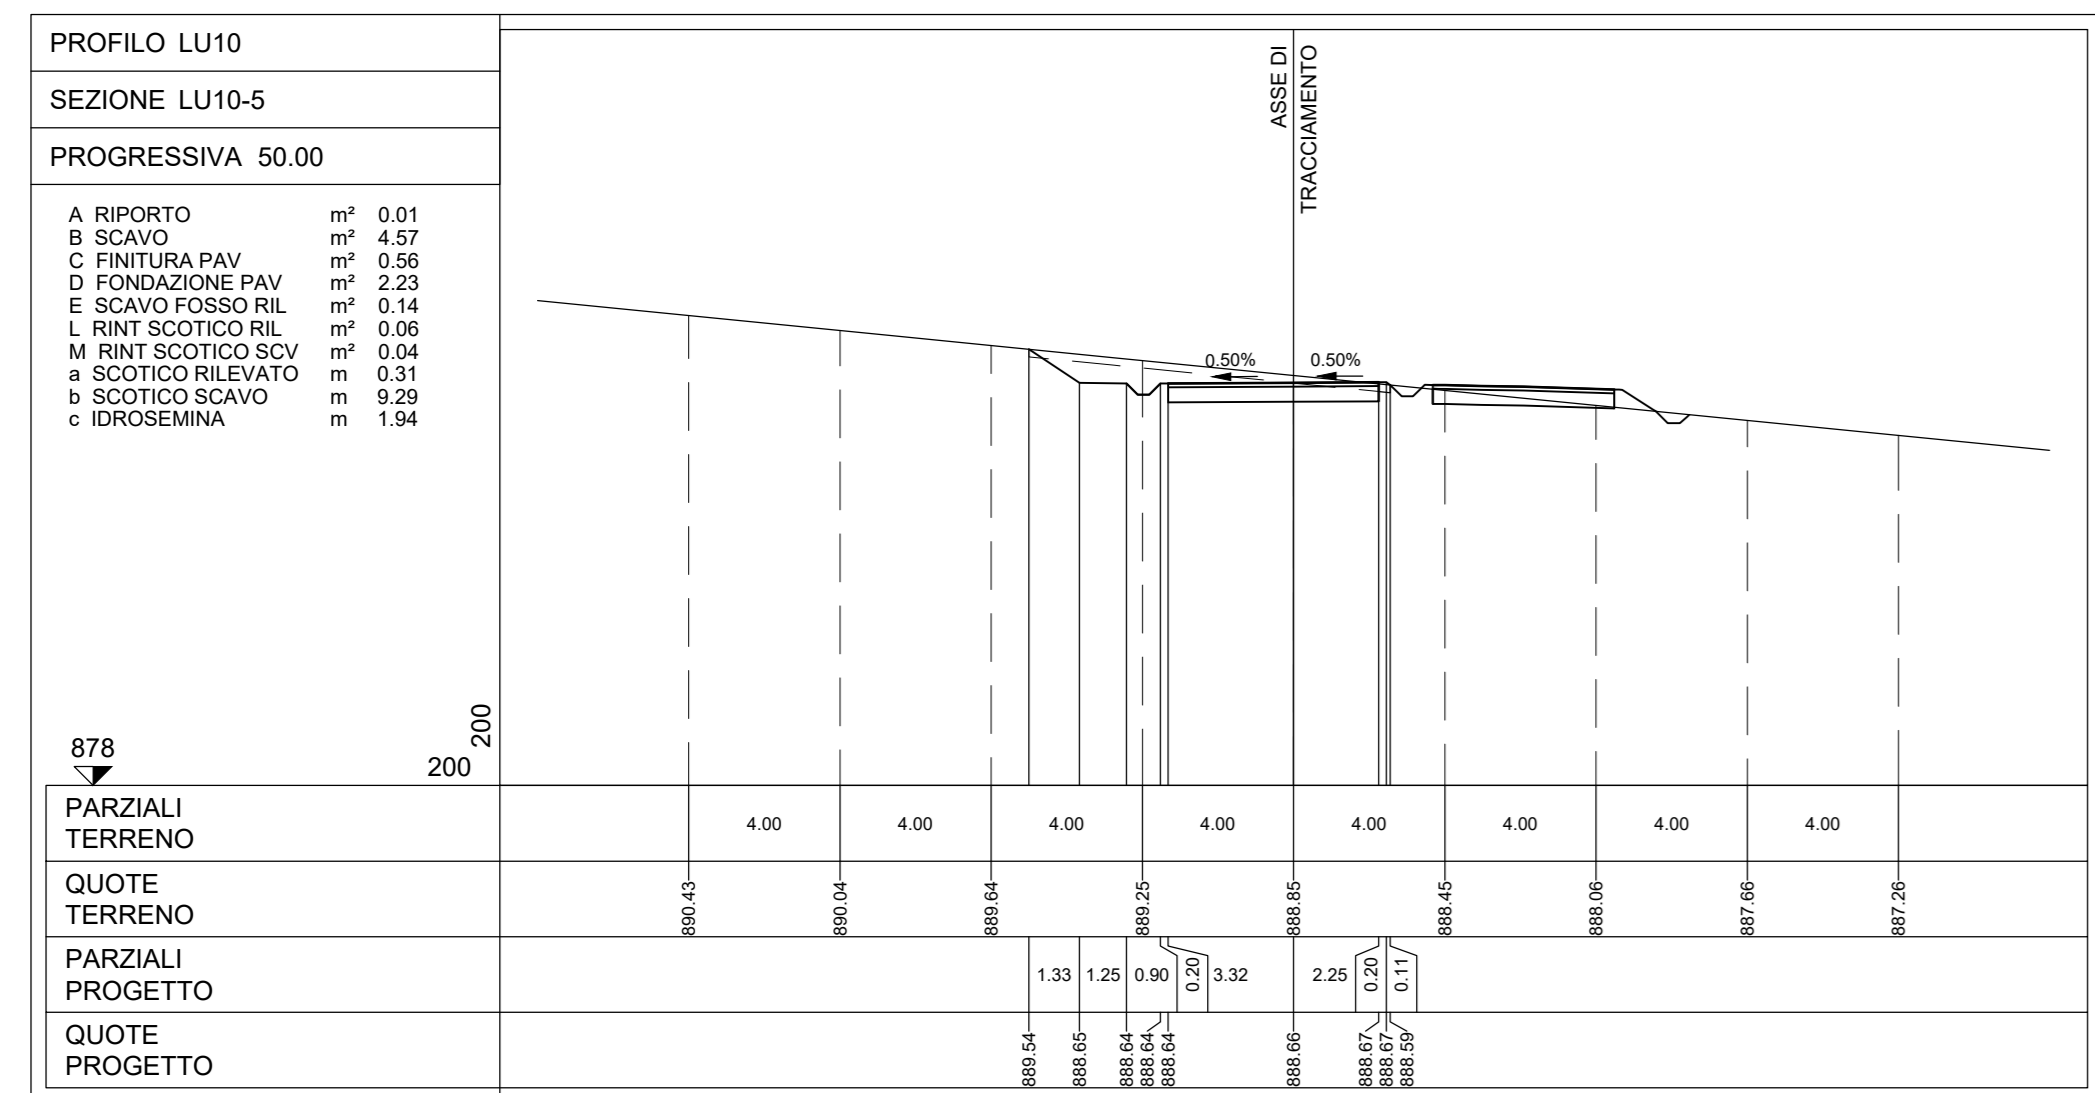 PROFILO LU10
SEZIONE LU10-5
PROGRESSIVA 50.00
A RIPORTO m² 0.01
B SCAVO m² 4.57
C FINITURA PAV m² 0.56
D FONDAZIONE PAV m² 2.23
E SCAVO FOSSO RIL m² 0.14
L RINT SCOTICO RIL m² 0.06
M RINT SCOTICO SCV m² 0.04
a SCOTICO RILEVATO m 0.31
b SCOTICO SCAVO m 9.29
c IDROSEMINA m 1.94
ASSE DI
TRACCIAMENTO
0.50% 0.50%
878
200
200
PARZIALI
TERRENO
4.00 4.00 4.00 4.00 4.00 4.00 4.00 4.00
QUOTE
TERRENO
890.43 890.04 889.64 889.25 888.85 888.45 888.06 887.66 887.26
PARZIALI
PROGETTO
1.33 1.25 0.90 0.20 3.32 2.25 0.20 0.11
QUOTE
PROGETTO
889.54 888.65 888.64 888.64 888.64 888.66 888.67 888.67 888.59